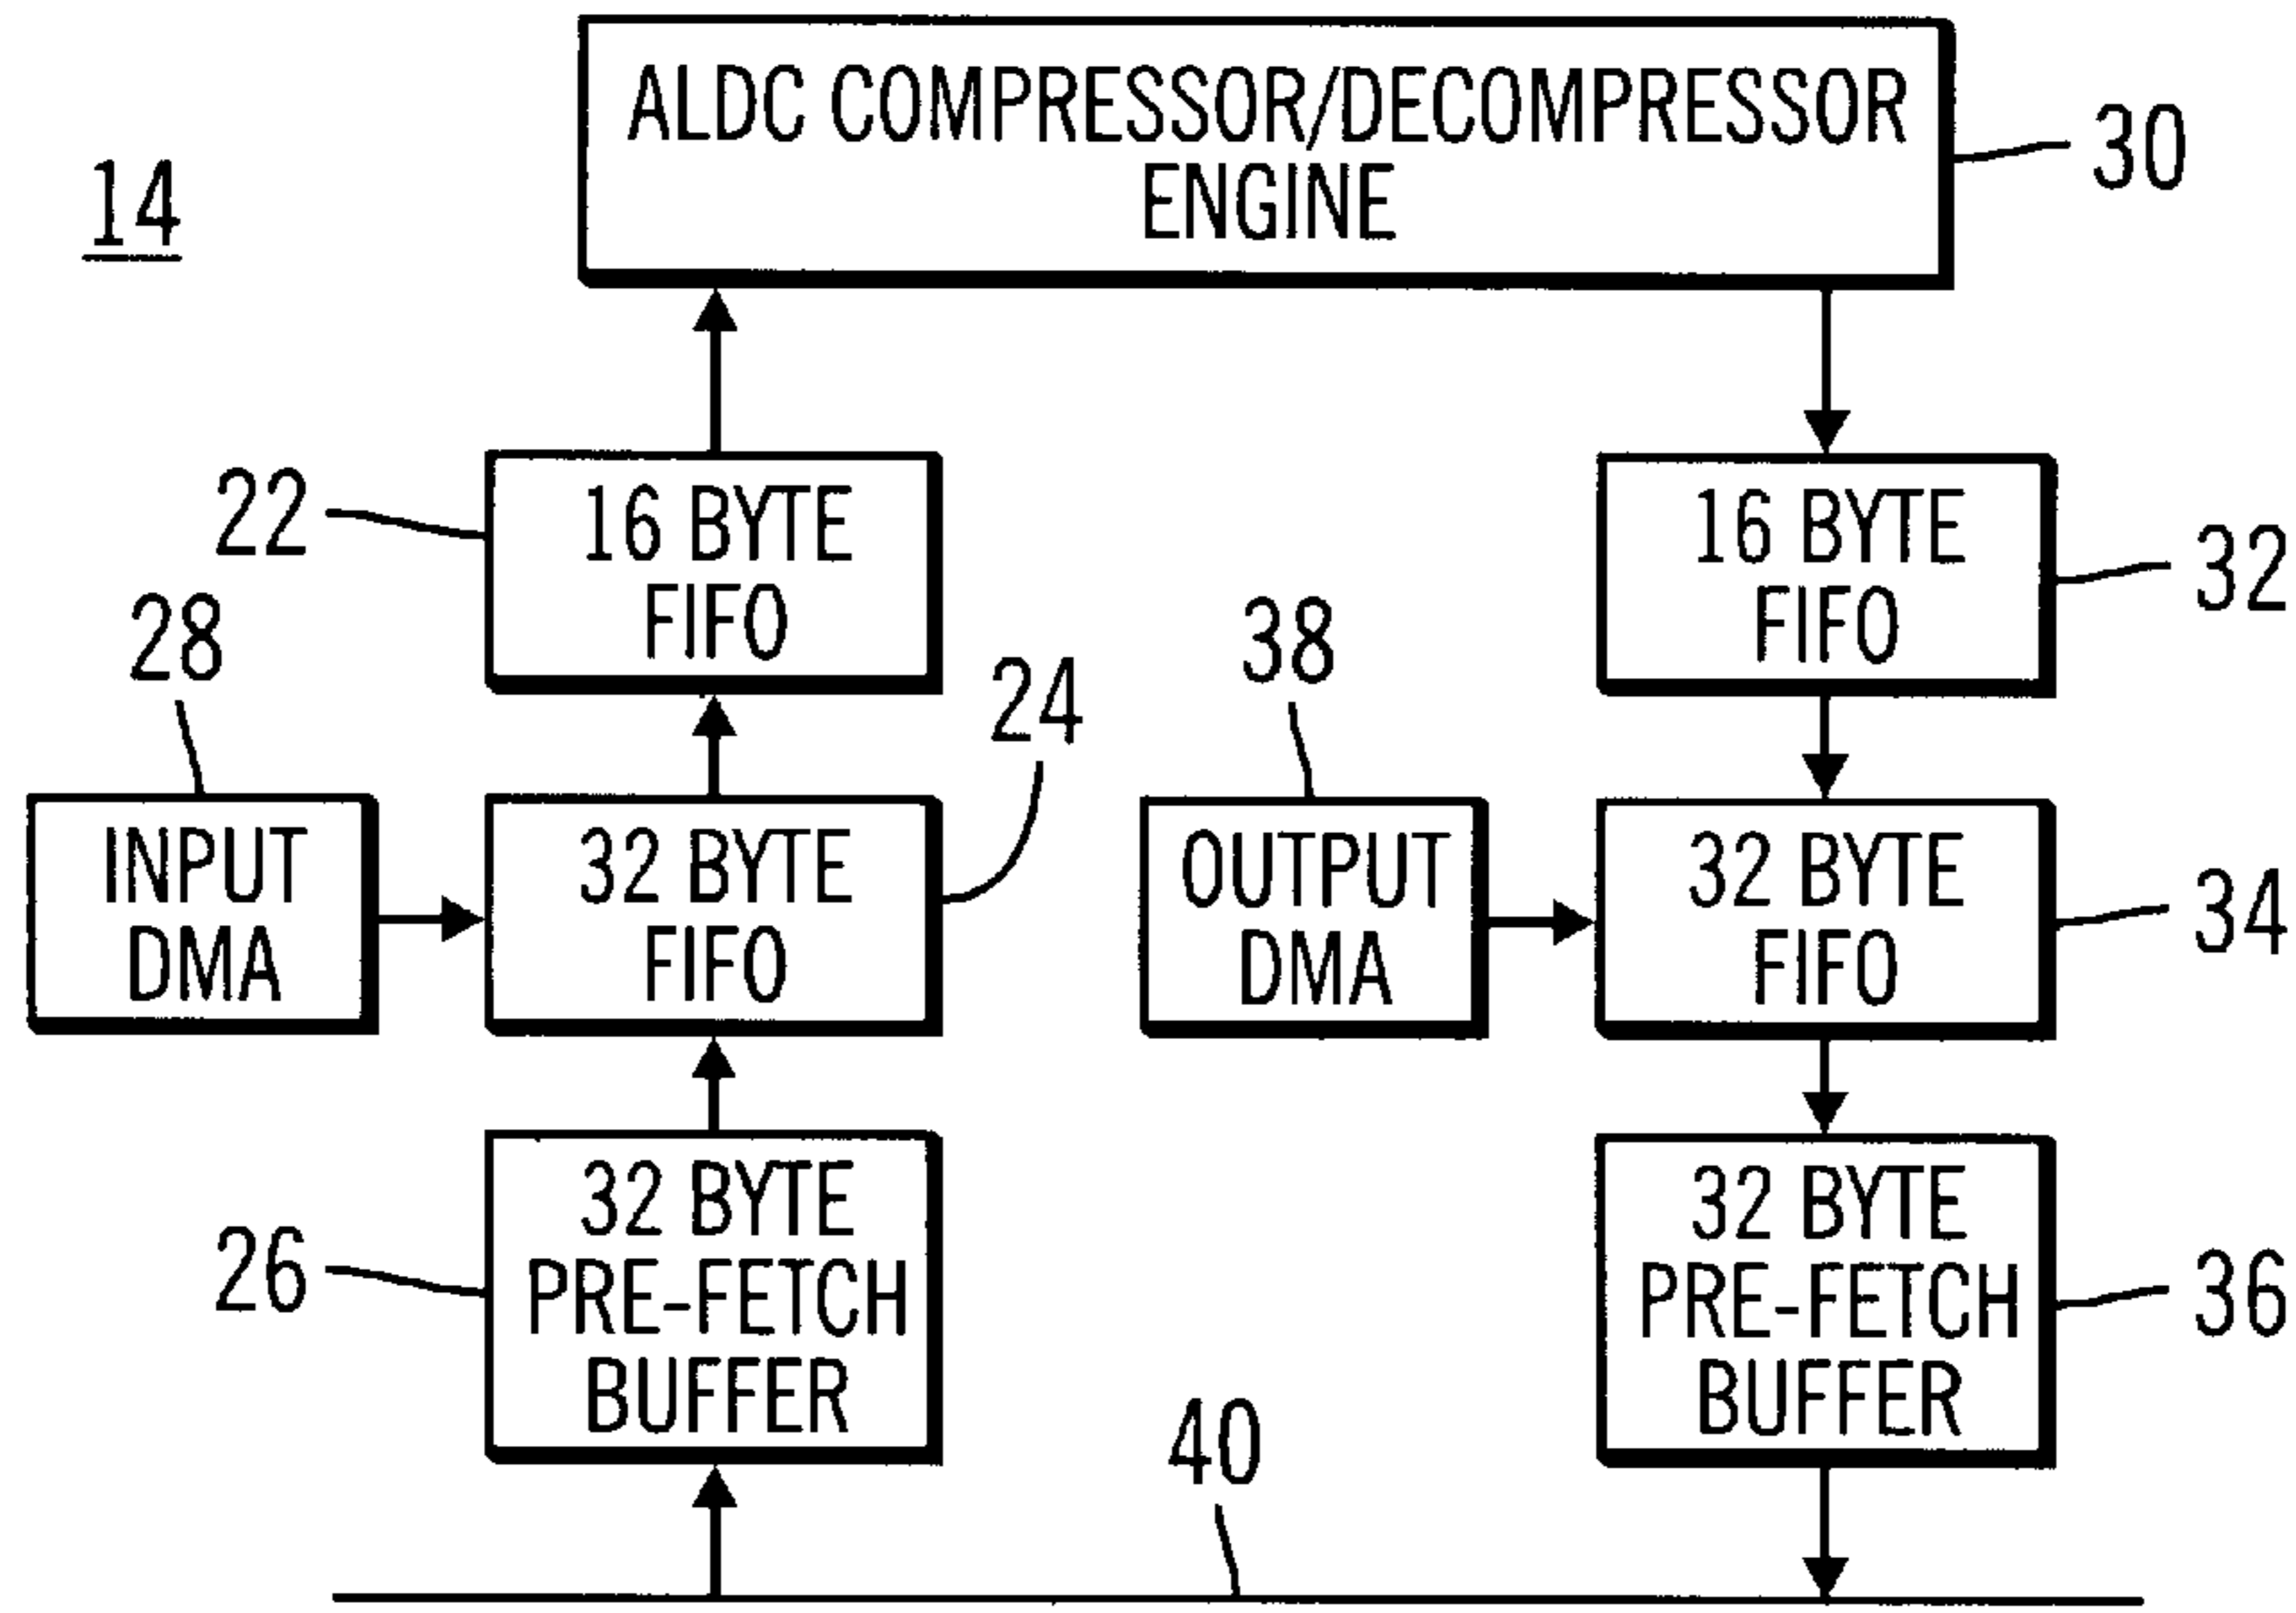 ALDC COMPRESSOR/DECOMPRESSOR
ENGINE
30
14
22
16 BYTE
FIFO
16 BYTE
FIFO
32
28
24
38
INPUT
DMA
32 BYTE
FIFO
OUTPUT
DMA
32 BYTE
FIFO
34
26
32 BYTE
PRE-FETCH
BUFFER
32 BYTE
PRE-FETCH
BUFFER
36
40